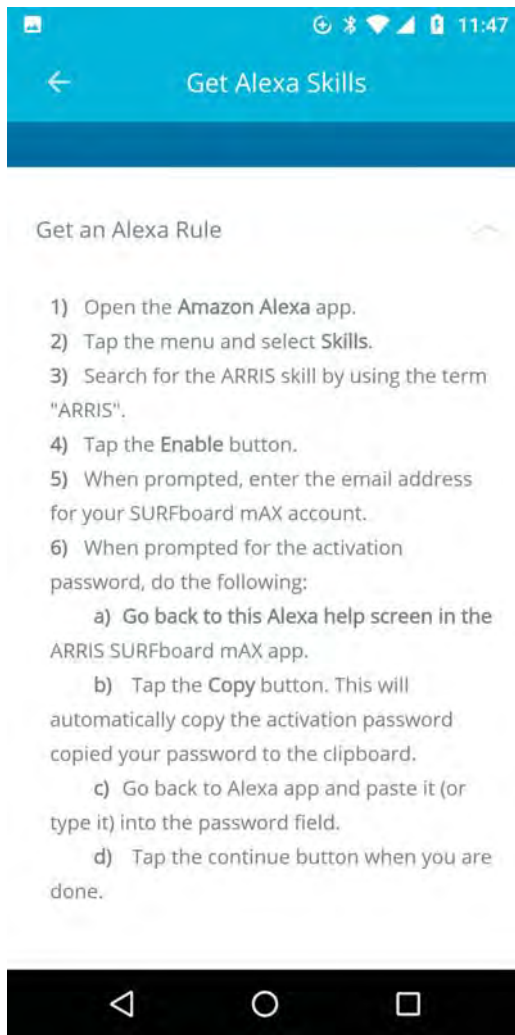 11:47
Get Alexa Skills
Get an Alexa Rule
1) Open the Amazon Alexa app.
2) Tap the menu and select Skills.
3) Search for the ARRIS skill by using the term
"ARRIS".
4) Tap the Enable button.
5) When prompted, enter the email address
for your SURFboard mAX account.
6) When prompted for the activation
password, do the following:
a) Go back to this Alexa help screen in the
ARRIS SURFboard mAX app.
b) Tap the Copy button. This will
automatically copy the activation password
copied your password to the clipboard.
c) Go back to Alexa app and paste it (or
type it) into the password field.
d) Tap the continue button when you are
done.